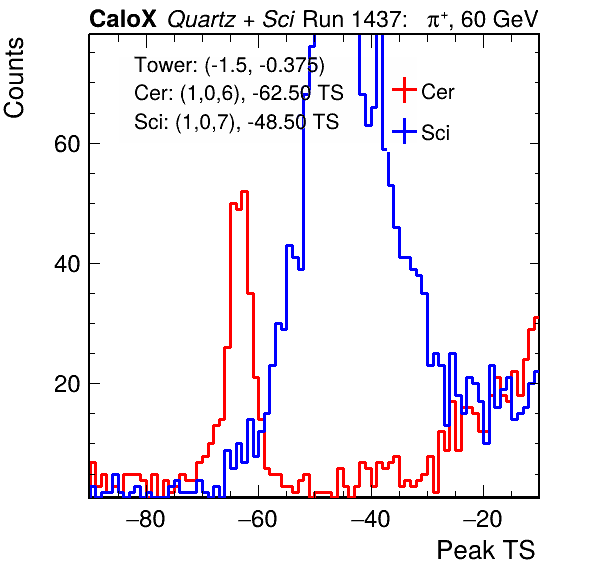 CaloX Quartz + Sci Run 1437: π⁺, 60 GeV
Counts
Tower: (-1.5, -0.375)
Cer: (1,0,6), -62.50 TS
Sci: (1,0,7), -48.50 TS
Cer
Sci
60
40
20
−80 −60 −40 −20
Peak TS